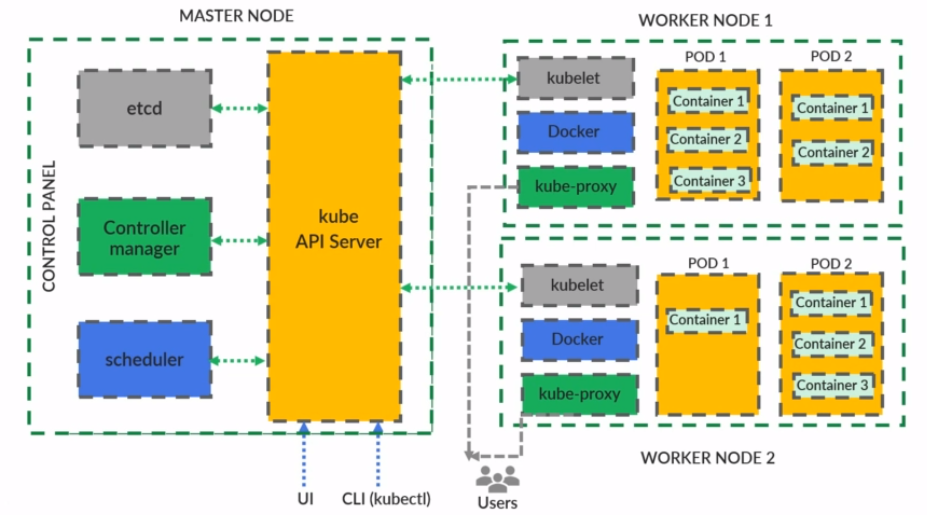 MASTER NODE
CONTROL PANEL
etcd
Controller
manager
scheduler
kube
API Server
UI
CLI (kubectl)
WORKER NODE 1
kubelet
Docker
kube-proxy
POD 1
Container 1
Container 2
Container 3
POD 2
Container 1
Container 2
kubelet
Docker
kube-proxy
POD 1
Container 1
POD 2
Container 1
Container 2
Container 3
WORKER NODE 2
Users